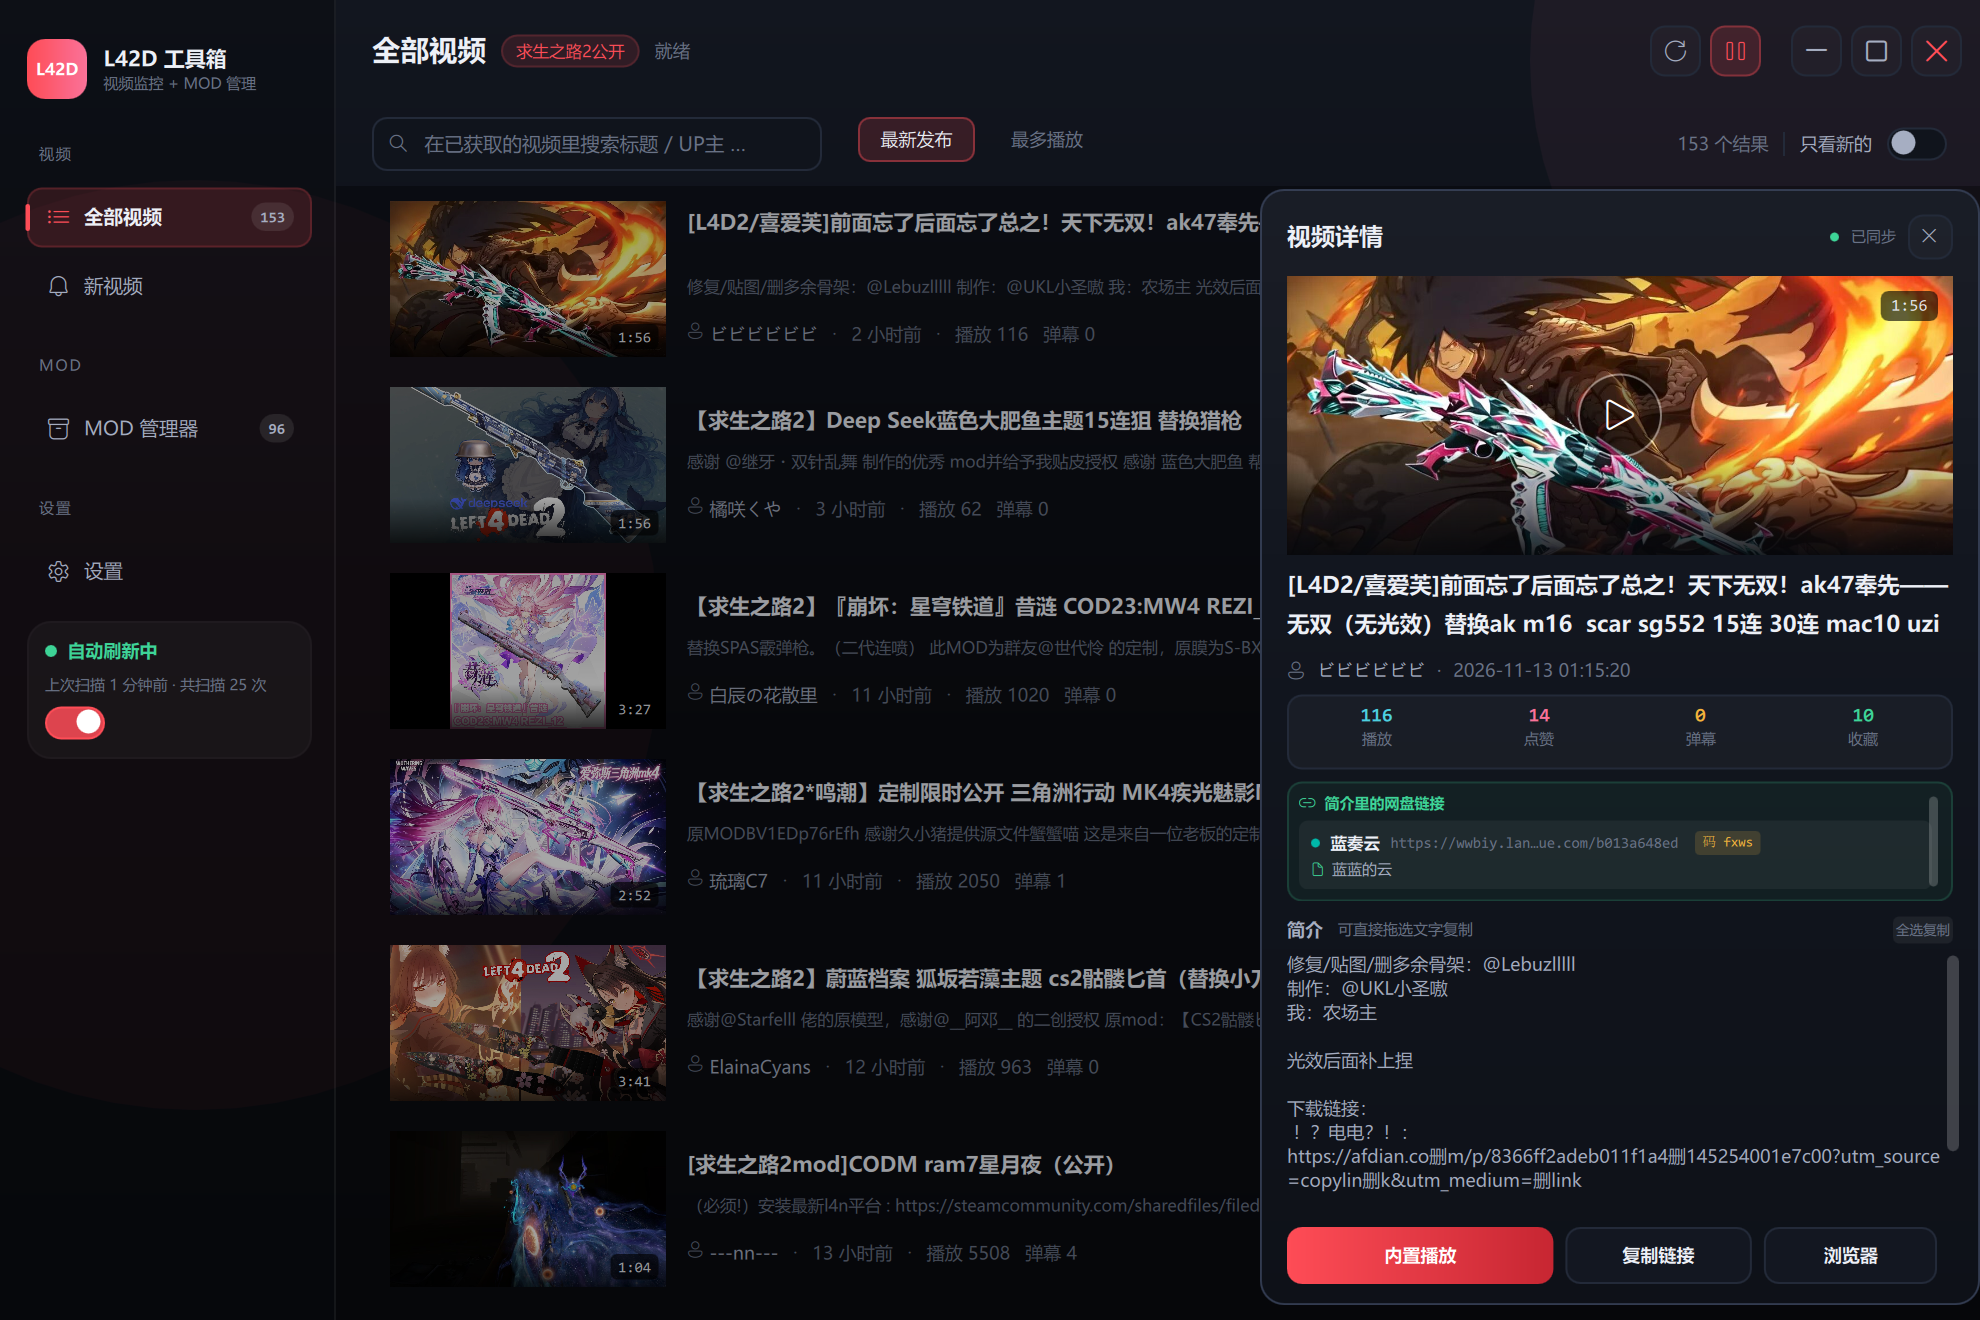 L42D
L42D 工具箱
视频监控 + MOD 管理
视频
全部视频 153
新视频
MOD
MOD 管理器 96
设置
设置
自动刷新中
上次扫描 1 分钟前 · 共扫描 25 次
全部视频 求生之路2公开 就绪
在已获取的视频里搜索标题 / UP主 ...
最新发布 最多播放
153 个结果 只看新的
1:56
[L4D2/喜爱芙]前面忘了后面忘了总之！天下无双！ak47奉先
修复/贴图/删多余骨架：@Lebuzlllll 制作：@UKL小圣嗷 我：农场主 光效后面
ビビビビビビ · 2 小时前 · 播放 116 弹幕 0
deepseek
LEFT 4 DEAD 2
1:56
【求生之路2】Deep Seek蓝色大肥鱼主题15连狙 替换猎枪
感谢 @继牙 · 双针乱舞 制作的优秀 mod并给予我贴皮授权 感谢 蓝色大肥鱼 帮
橘咲くや · 3 小时前 · 播放 62 弹幕 0
COD23:MW4 REZI_12
3:27
【求生之路2】『崩坏：星穹铁道』昔涟 COD23:MW4 REZI_
替换SPAS霰弹枪。（二代连喷） 此MOD为群友@世代怜 的定制，原膜为S-BX
白辰の花散里 · 11 小时前 · 播放 1020 弹幕 0
WUTHERING WAVES
爱弥斯三角洲mk4
2:52
【求生之路2*鸣潮】定制限时公开 三角洲行动 MK4疾光魅影
原MODBV1EDp76rEfh 感谢久小猪提供源文件蟹蟹喵 这是来自一位老板的定制
琉璃C7 · 11 小时前 · 播放 2050 弹幕 1
LEFT 4 DEAD 2
3:41
【求生之路2】蔚蓝档案 狐坂若藻主题 cs2骷髅匕首（替换小刀
感谢@Starfelll 佬的原模型，感谢@__阿邓__ 的二创授权 原mod：【CS2骷髅匕
ElainaCyans · 12 小时前 · 播放 963 弹幕 0
1:04
[求生之路2mod]CODM ram7星月夜（公开）
（必须!）安装最新l4n平台 : https://steamcommunity.com/sharedfiles/filed
---nn--- · 13 小时前 · 播放 5508 弹幕 4
视频详情 已同步
1:56
[L4D2/喜爱芙]前面忘了后面忘了总之！天下无双！ak47奉先——
无双（无光效）替换ak m16 scar sg552 15连 30连 mac10 uzi
ビビビビビビ · 2026-11-13 01:15:20
116 14 0 10
播放 点赞 弹幕 收藏
简介里的网盘链接
蓝奏云 https://wwbiy.lan…ue.com/b013a648ed 码 fxws
蓝蓝的云
简介 可直接拖选文字复制 全选复制
修复/贴图/删多余骨架：@Lebuzlllll
制作：@UKL小圣嗷
我：农场主
光效后面补上捏
下载链接：
！？电电？！：
https://afdian.co删m/p/8366ff2adeb011f1a4删145254001e7c00?utm_source
=copylin删k&utm_medium=删link
内置播放 复制链接 浏览器